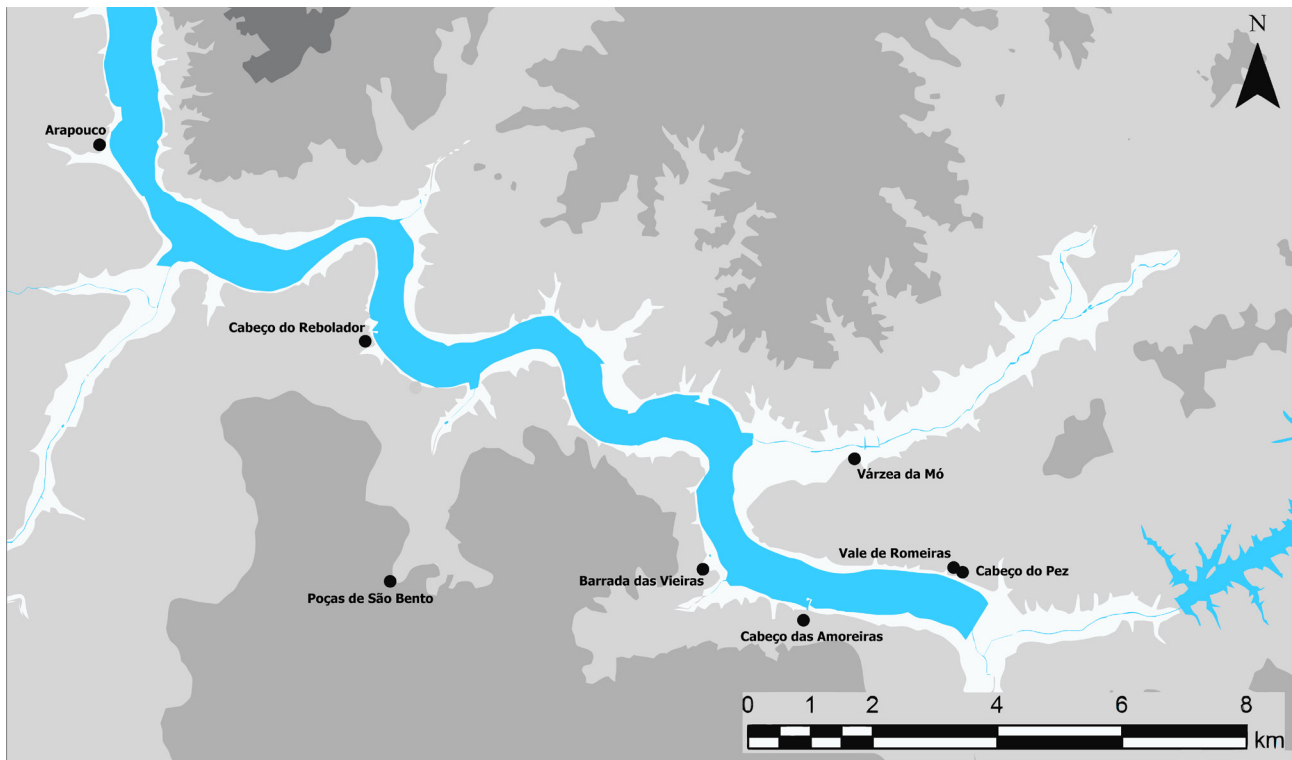 N
Arapouco
Cabeço do Rebolador
Várzea da Mó
Vale de Romeiras
Cabeço do Pez
Barrada das Vieiras
Poças de São Bento
Cabeço das Amoreiras
0 1 2 4 6 8
km